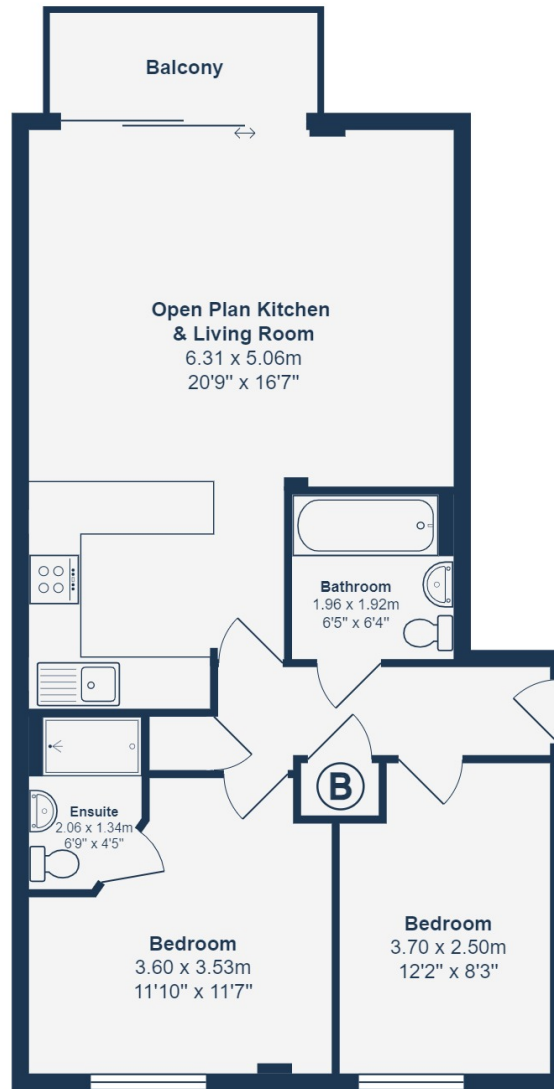 Balcony
Open Plan Kitchen
& Living Room
6.31 x 5.06m
20'9" x 16'7"
Bathroom
1.96 x 1.92m
6'5" x 6'4"
B
Ensuite
2.06 x 1.34m
6'9" x 4'5"
Bedroom
3.60 x 3.53m
11'10" x 11'7"
Bedroom
3.70 x 2.50m
12'2" x 8'3"